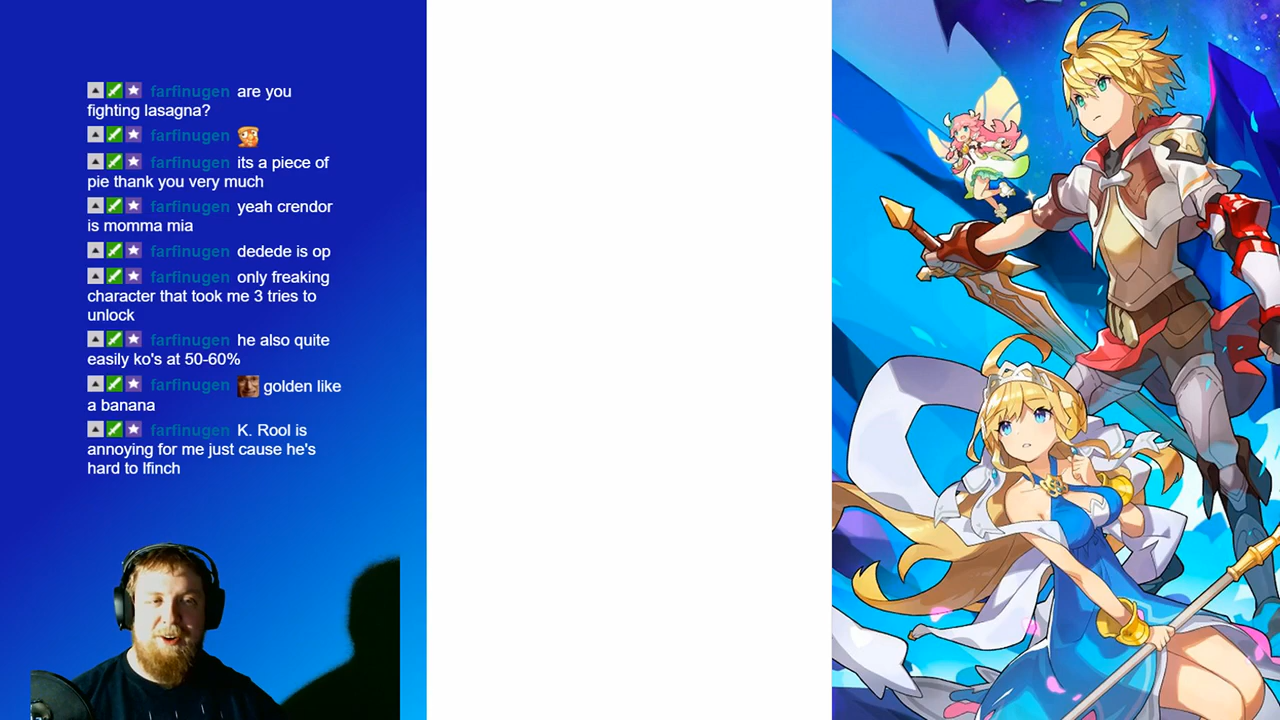 farfinugen are you
fighting lasagna?
farfinugen
farfinugen its a piece of
pie thank you very much
farfinugen yeah crendor
is momma mia
farfinugen dedede is op
farfinugen only freaking
character that took me 3 tries to
unlock
farfinugen he also quite
easily ko's at 50-60%
farfinugen golden like
a banana
farfinugen K. Rool is
annoying for me just cause he's
hard to lfinch